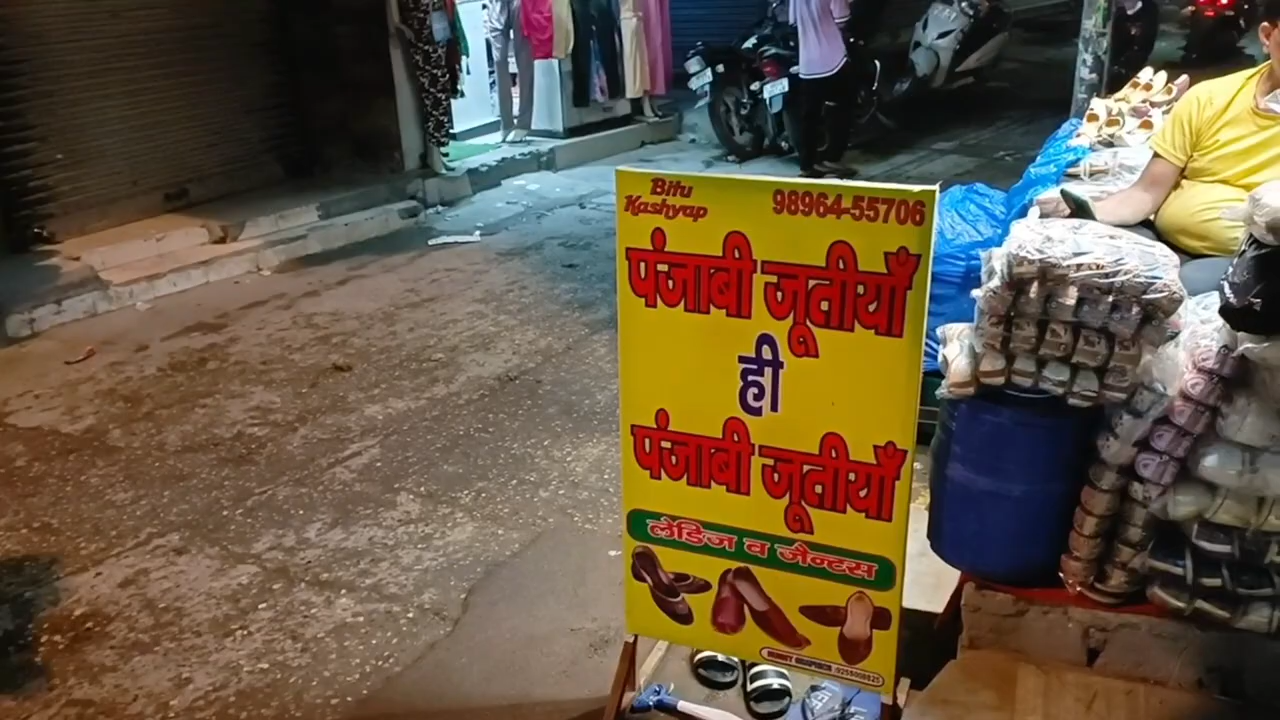 Bitu
Kashyap
98964-55706
पंजाबी जूतीयाँ
ही
पंजाबी जूतीयाँ
लेडिज व जैन्टस